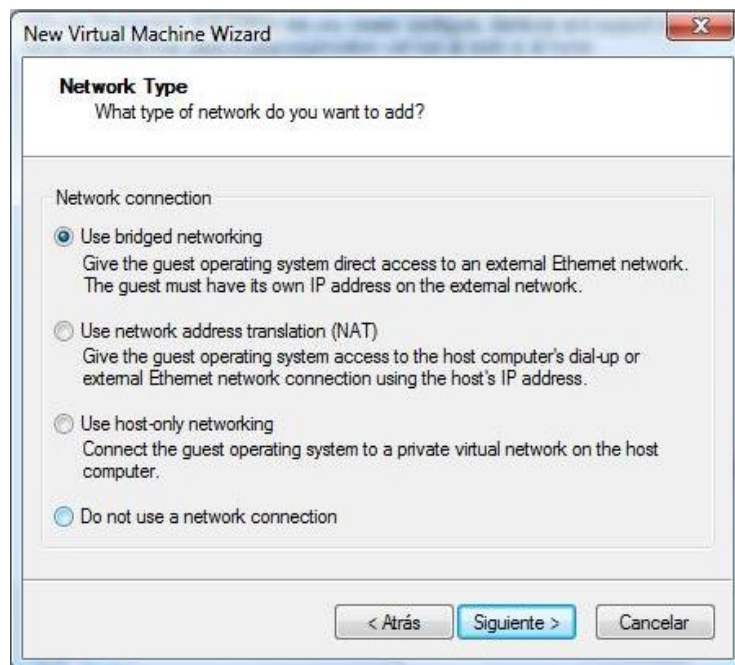 New Virtual Machine Wizard
Network Type
What type of network do you want to add?
Network connection
Use bridged networking
Give the guest operating system direct access to an external Ethernet network.
The guest must have its own IP address on the external network.
Use network address translation (NAT)
Give the guest operating system access to the host computer's dial-up or
external Ethernet network connection using the host's IP address.
Use host-only networking
Connect the guest operating system to a private virtual network on the host
computer.
Do not use a network connection
< Atrás
Siguiente >
Cancelar